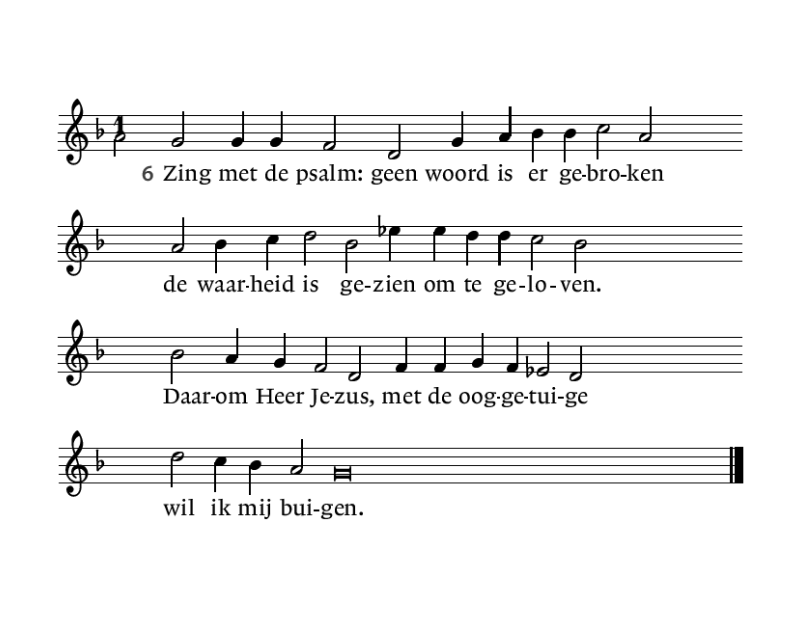 1
6 Zing met de psalm: geen woord is er ge-bro-ken
de waar-heid is ge-zien om te ge-lo-ven.
Daar-om Heer Je-zus, met de oog-ge-tui-ge
wil ik mij bui-gen.